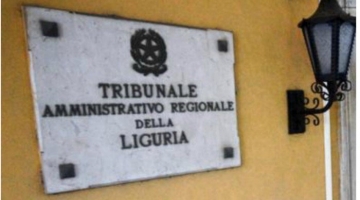 TRIBUNALE
AMMINISTRATIVO REGIONALE
DELLA
LIGURIA